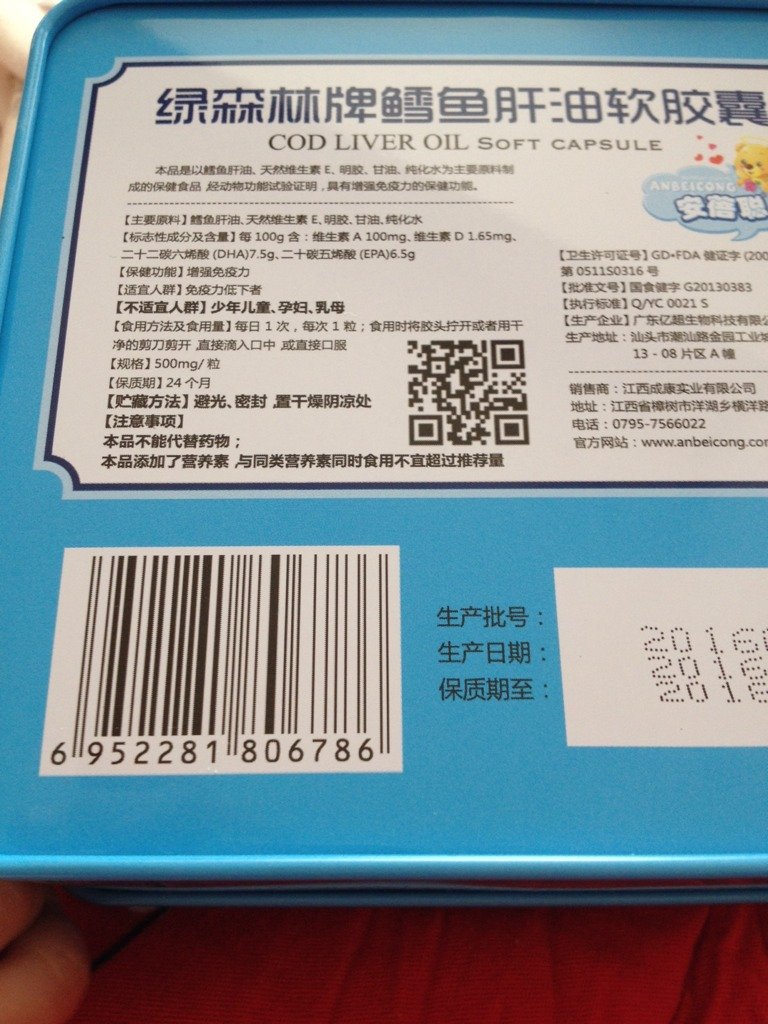 绿森林牌鳕鱼肝油软胶囊
COD LIVER OIL SOFT CAPSULE
本品是以鳕鱼肝油、天然维生素 E、明胶、甘油、纯化水为主要原料制
成的保健食品,经动物功能试验证明,具有增强免疫力的保健功能。
ANBEICONG
安蓓聪
【主要原料】鳕鱼肝油、天然维生素 E、明胶、甘油、纯化水
【标志性成分及含量】每 100g 含:维生素 A 100mg、维生素 D 1.65mg、
二十二碳六烯酸 (DHA)7.5g、二十碳五烯酸 (EPA)6.5g
【保健功能】增强免疫力
【适宜人群】免疫力低下者
【不适宜人群】少年儿童、孕妇、乳母
【食用方法及食用量】每日 1 次,每次 1 粒;食用时将胶头拧开或者用干
净的剪刀剪开,直接滴入口中,或直接口服
【规格】500mg/ 粒
【保质期】24 个月
【贮藏方法】避光、密封,置干燥阴凉处
【注意事项】
本品不能代替药物;
本品添加了营养素,与同类营养素同时食用不宜超过推荐量
【卫生许可证号】GD•FDA 健证字 (200
第 0511S0316 号
【批准文号】国食健字 G20130383
【执行标准】Q/YC 0021 S
【生产企业】广东亿超生物科技有限
生产地址:汕头市潮汕路金园工业
13 - 08 片区 A 幢
销售商:江西成康实业有限公司
地址:江西省樟树市洋湖乡横洋路
电话:0795-7566022
官方网站:www.anbeicong.co
6 952281 806786
生产批号:
生产日期:
保质期至:
2016
2016
2018